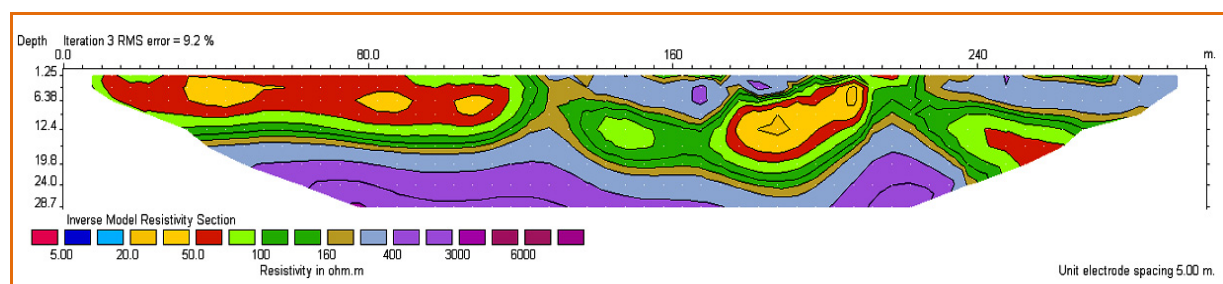 Depth Iteration 3 RMS error = 9.2 %
0.0 80.0 160 240 m.
1.25
6.38
12.4
19.8
24.0
28.7
Inverse Model Resistivity Section
5.00 20.0 50.0 100 160 400 3000 6000
Resistivity in ohm.m
Unit electrode spacing 5.00 m.